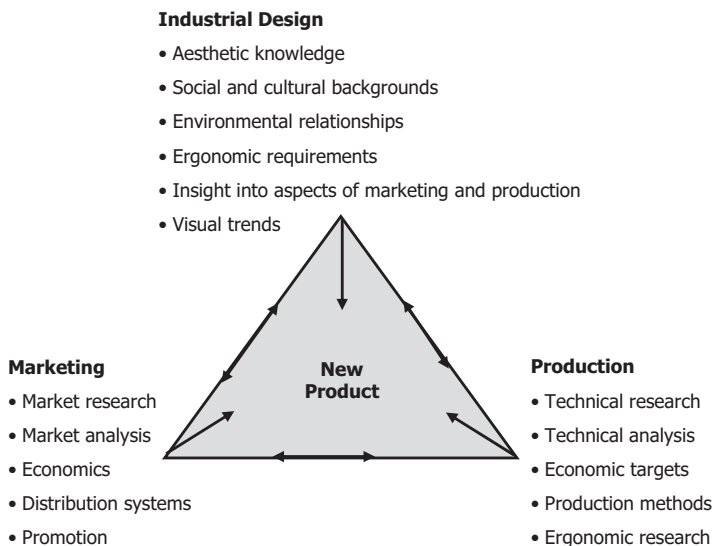 Industrial Design
• Aesthetic knowledge
• Social and cultural backgrounds
• Environmental relationships
• Ergonomic requirements
• Insight into aspects of marketing and production
• Visual trends
New
Product
Marketing
• Market research
• Market analysis
• Economics
• Distribution systems
• Promotion
Production
• Technical research
• Technical analysis
• Economic targets
• Production methods
• Ergonomic research